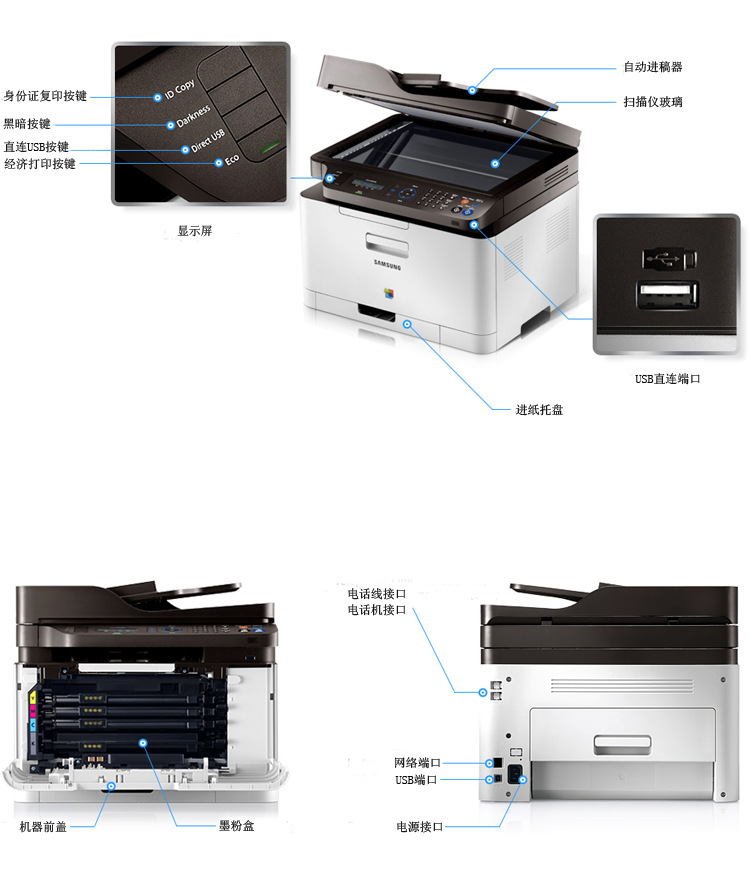 自动进稿器
身份证复印按键
ID Copy
扫描仪玻璃
黑暗按键
Darkness
直连USB按键
Direct USB
经济打印按键
Eco
显示屏
SAMSUNG
USB直连端口
进纸托盘
电话线接口
电话机接口
网络端口
USB端口
机器前盖
墨粉盒
电源接口